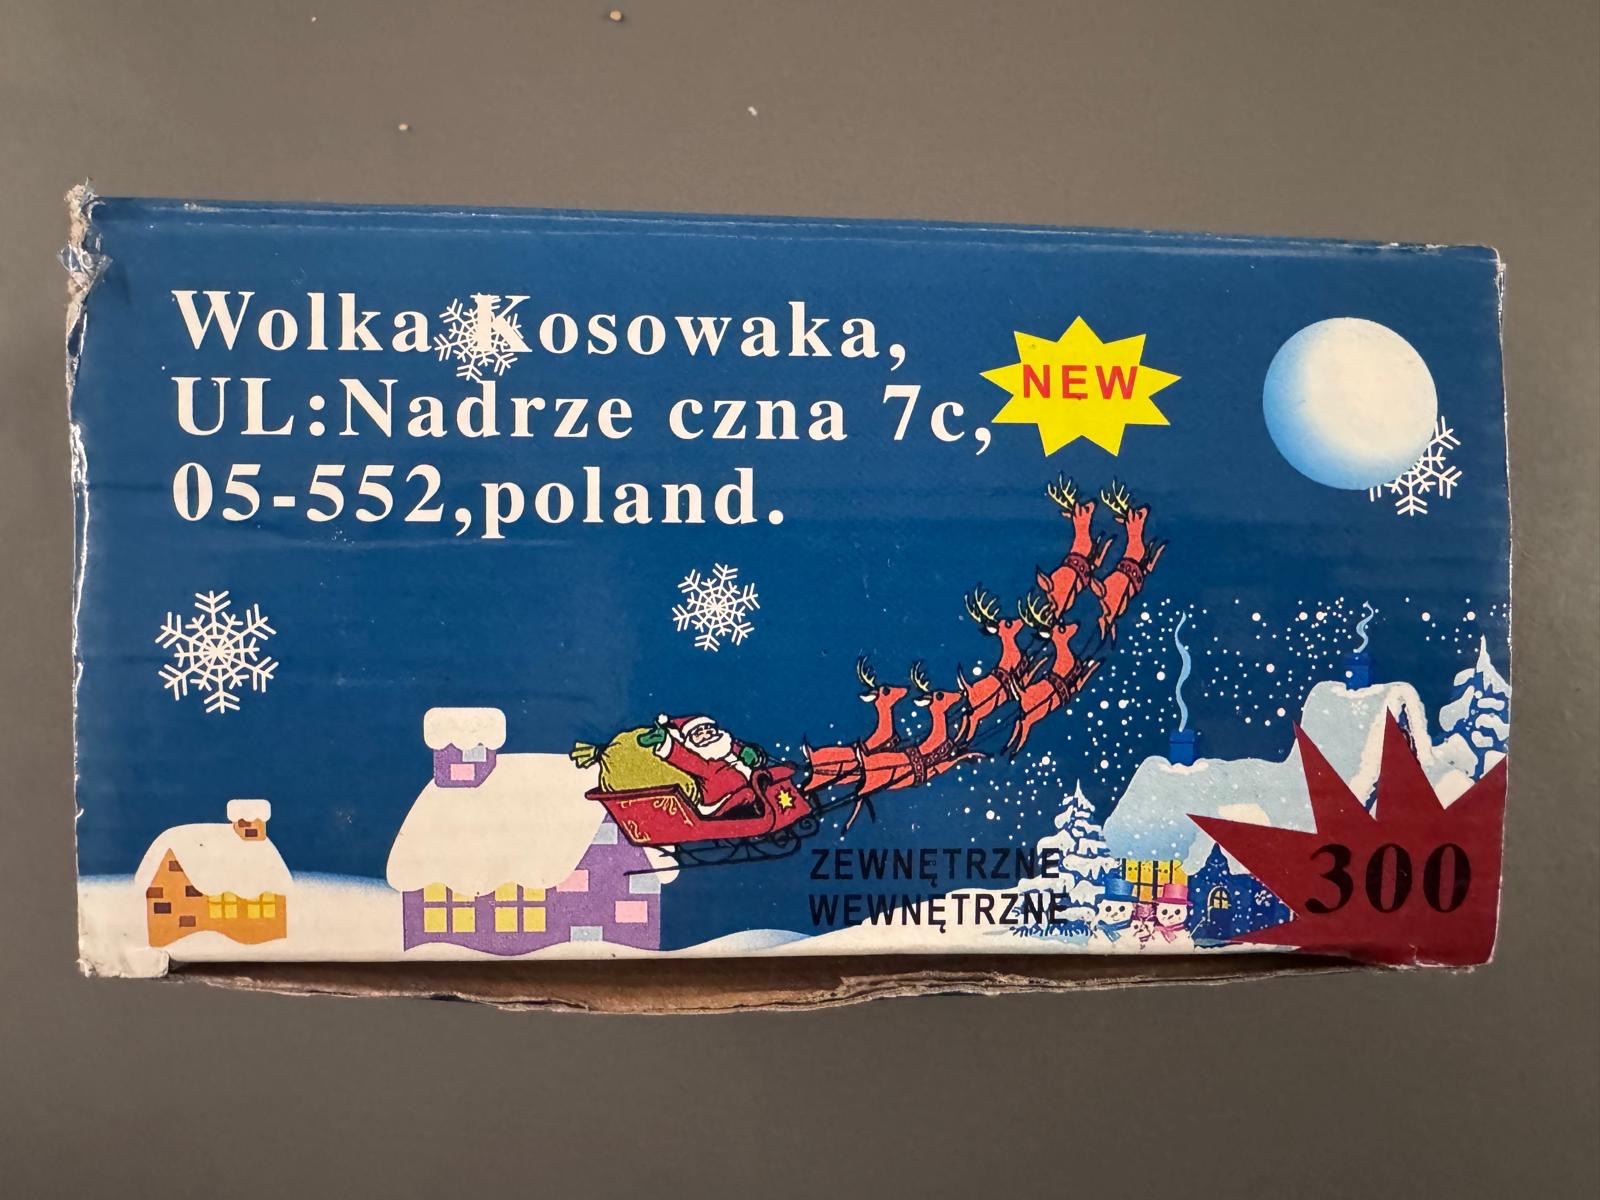 Wolka Kosowaka,
UL:Nadrze czna 7c,
05-552,poland.
NEW
ZEWNĘTRZNE
WEWNĘTRZNE
300